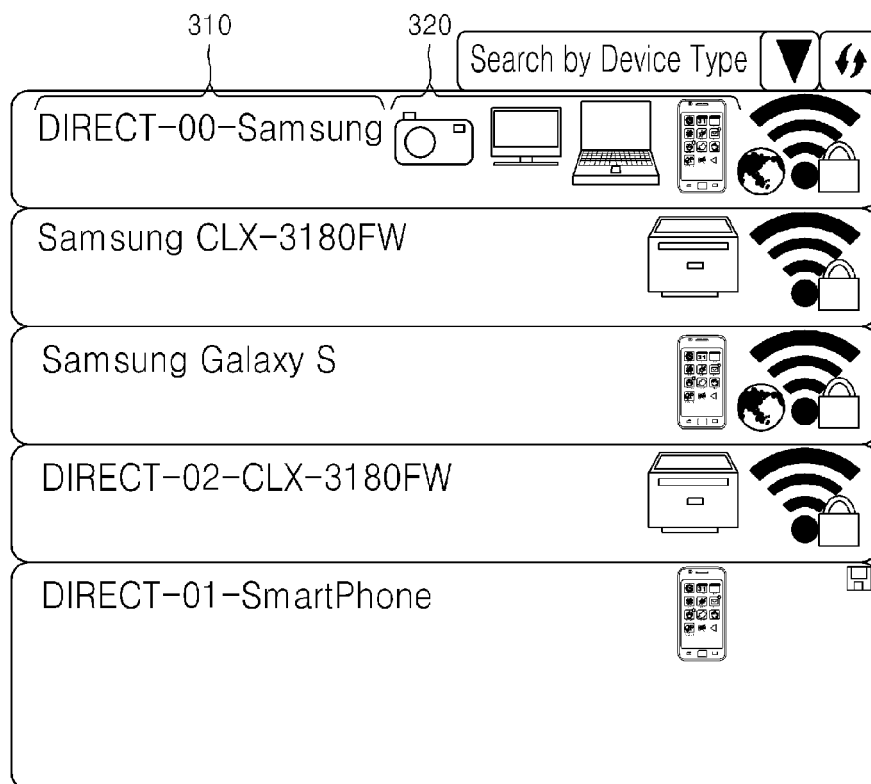 310 320
Search by Device Type
DIRECT-00-Samsung
Samsung CLX-3180FW
Samsung Galaxy S
DIRECT-02-CLX-3180FW
DIRECT-01-SmartPhone